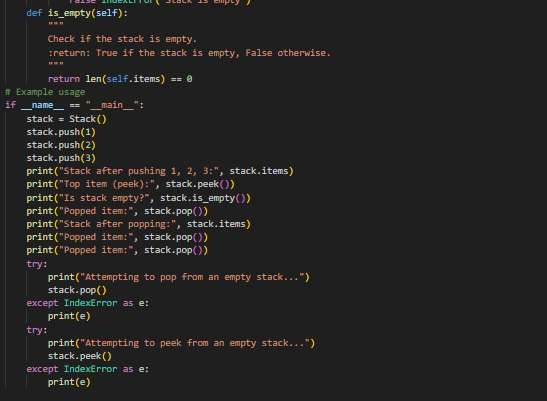 IndexError("Stack is empty")
    def is_empty(self):
        """
        Check if the stack is empty.
        :return: True if the stack is empty, False otherwise.
        """
        return len(self.items) == 0
# Example usage
if __name__ == "__main__":
    stack = Stack()
    stack.push(1)
    stack.push(2)
    stack.push(3)
    print("Stack after pushing 1, 2, 3:", stack.items)
    print("Top item (peek):", stack.peek())
    print("Is stack empty?", stack.is_empty())
    print("Popped item:", stack.pop())
    print("Stack after popping:", stack.items)
    print("Popped item:", stack.pop())
    print("Popped item:", stack.pop())
    try:
        print("Attempting to pop from an empty stack...")
        stack.pop()
    except IndexError as e:
        print(e)
    try:
        print("Attempting to peek from an empty stack...")
        stack.peek()
    except IndexError as e:
        print(e)